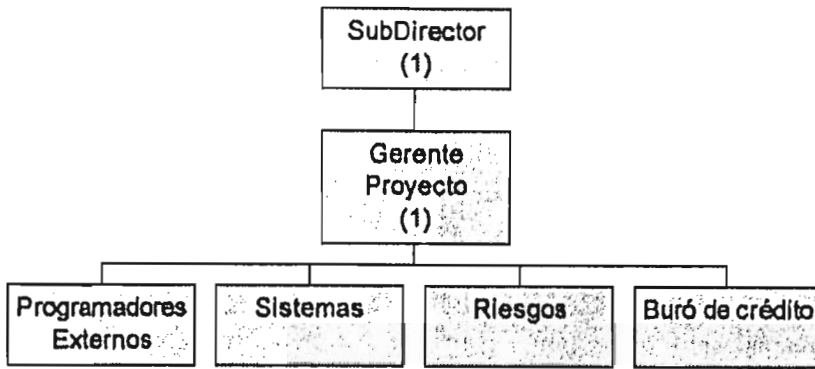 SubDirector
(1)
Gerente
Proyecto
(1)
Programadores
Externos
Sistemas
Riesgos
Buró de crédito